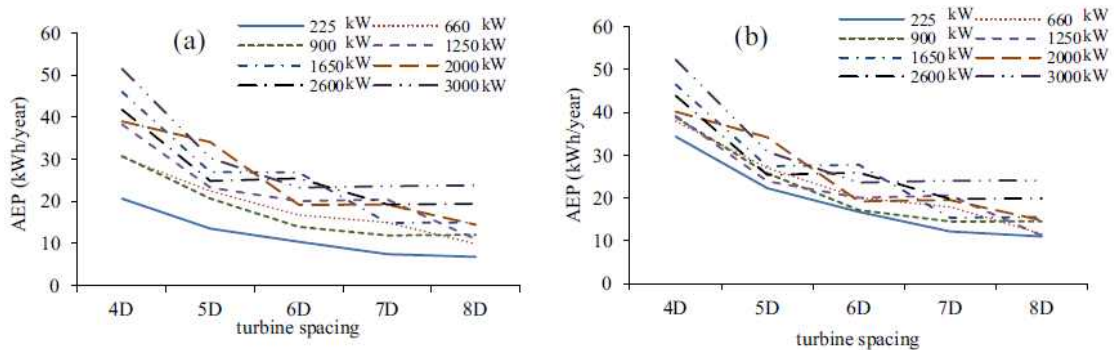 (a)
225 kW 660 kW
900 kW 1250 kW
1650 kW 2000 kW
2600 kW 3000 kW
60
50
40
30
20
10
0
AEP (kWh/year)
4D 5D 6D 7D 8D
turbine spacing
(b)
225 kW 660 kW
900 kW 1250 kW
1650 kW 2000 kW
2600 kW 3000 kW
60
50
40
30
20
10
0
AEP (kWh/year)
4D 5D 6D 7D 8D
turbine spacing